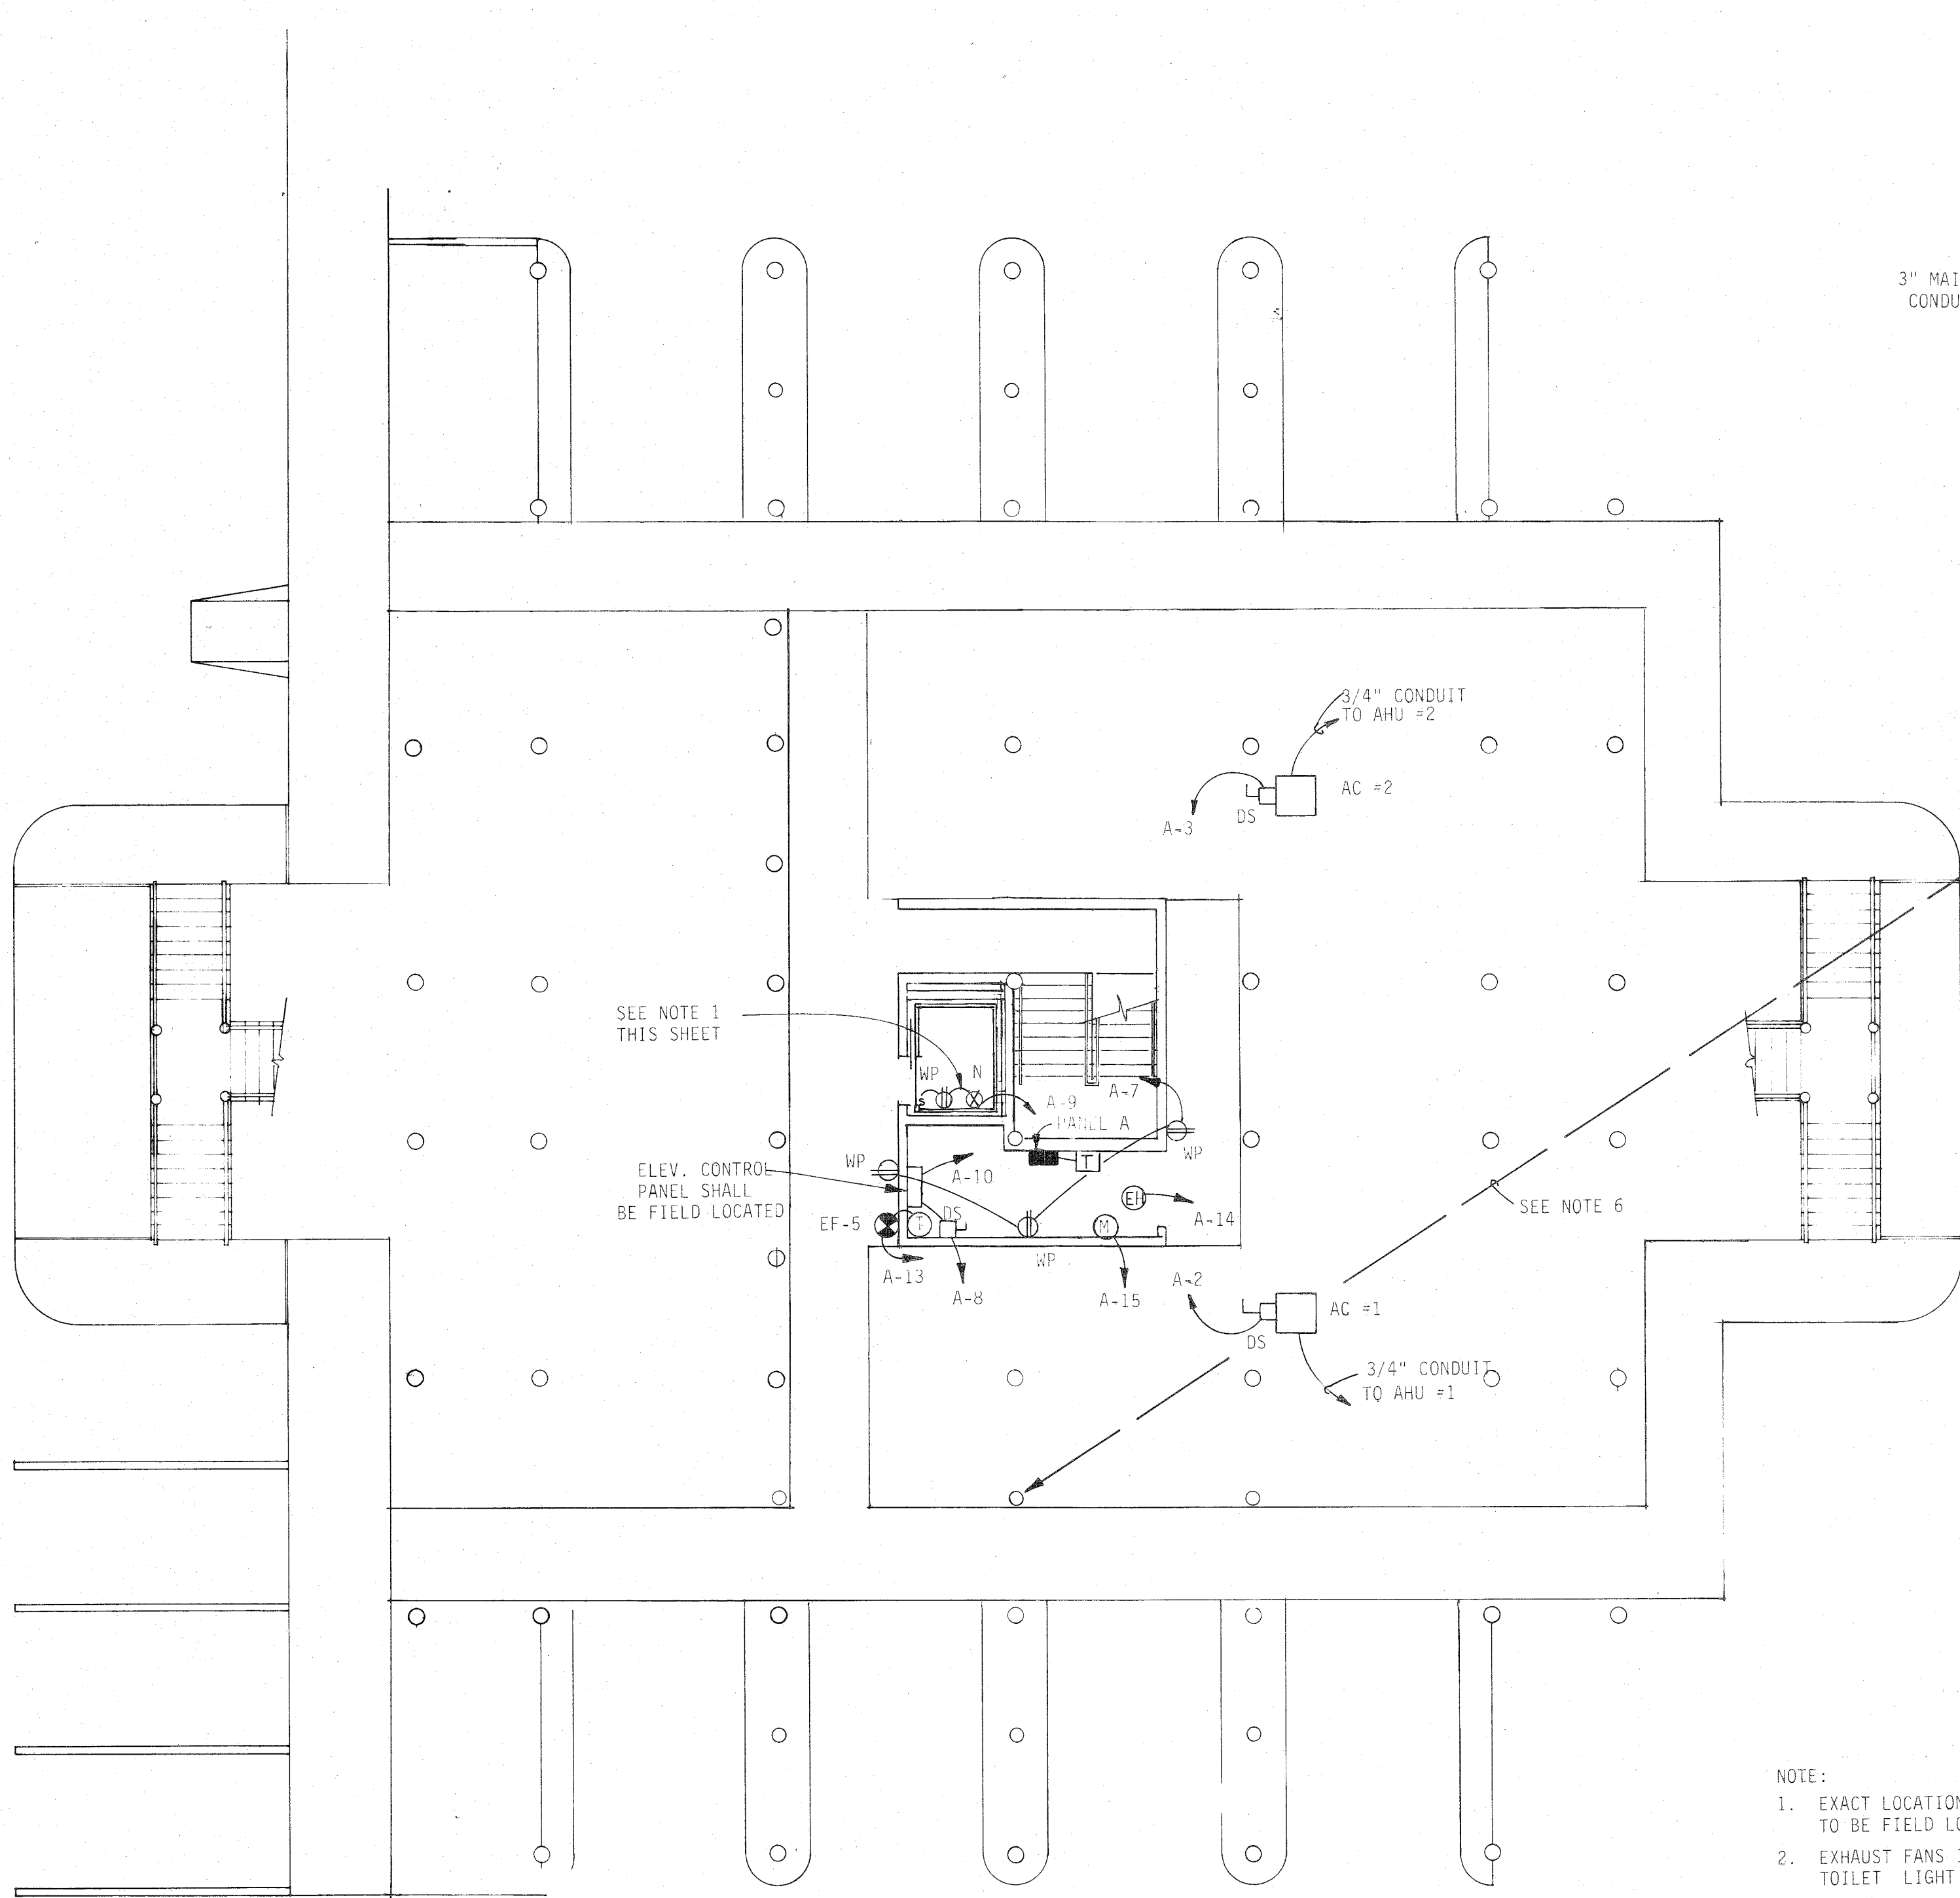 3" MAI
CONDU
3/4" CONDUIT
TO AHU =2
AC =2
DS
A-3
SEE NOTE 1
THIS SHEET
WP
N
S
A-7
A-9
PANEL A
T
WP
ELEV. CONTROL
PANEL SHALL
BE FIELD LOCATED
WP
A-10
EH
A-14
SEE NOTE 6
EF-5
T
DS
M
WP
A-13
A-8
A-15
A-2
AC =1
DS
3/4" CONDUIT
TO AHU =1
NOTE:
1. EXACT LOCATION
TO BE FIELD LO
2. EXHAUST FANS
TOILET LIGHT